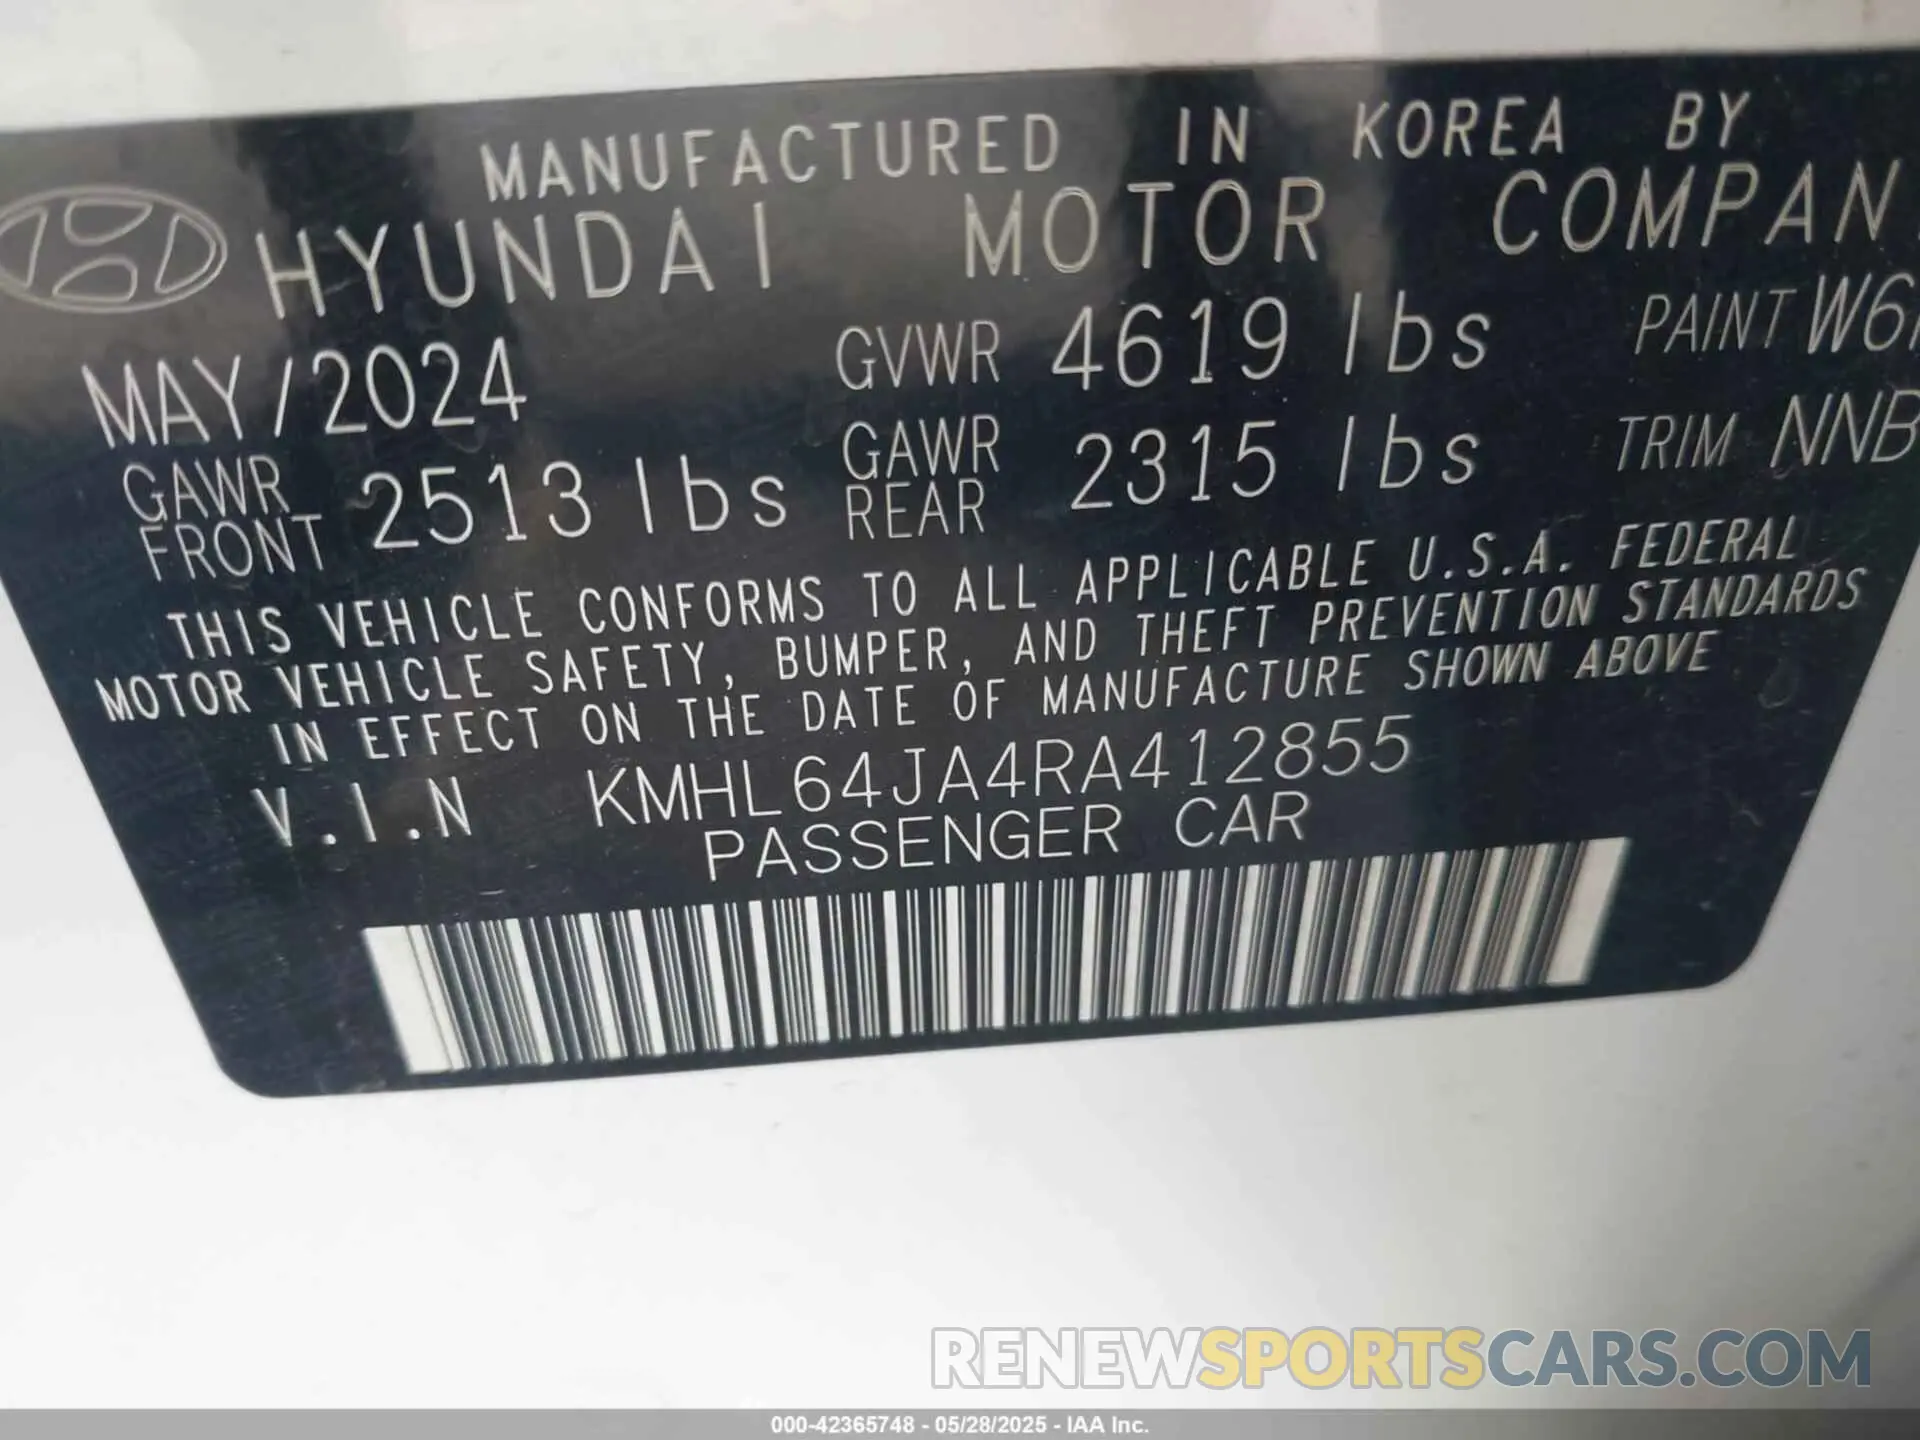 MANUFACTURED IN KOREA BY
HYUNDAI MOTOR COMPAN
MAY/2024 GVWR 4619 lbs PAINT W6
GAWR FRONT 2513 lbs GAWR REAR 2315 lbs TRIM NNB
THIS VEHICLE CONFORMS TO ALL APPLICABLE U.S.A. FEDERAL
MOTOR VEHICLE SAFETY, BUMPER, AND THEFT PREVENTION STANDARDS
IN EFFECT ON THE DATE OF MANUFACTURE SHOWN ABOVE
V.I.N KMHL64JA4RA412855
PASSENGER CAR
RENEWSPORTSCARS.COM
000-42365748 - 05/28/2025 - IAA Inc.